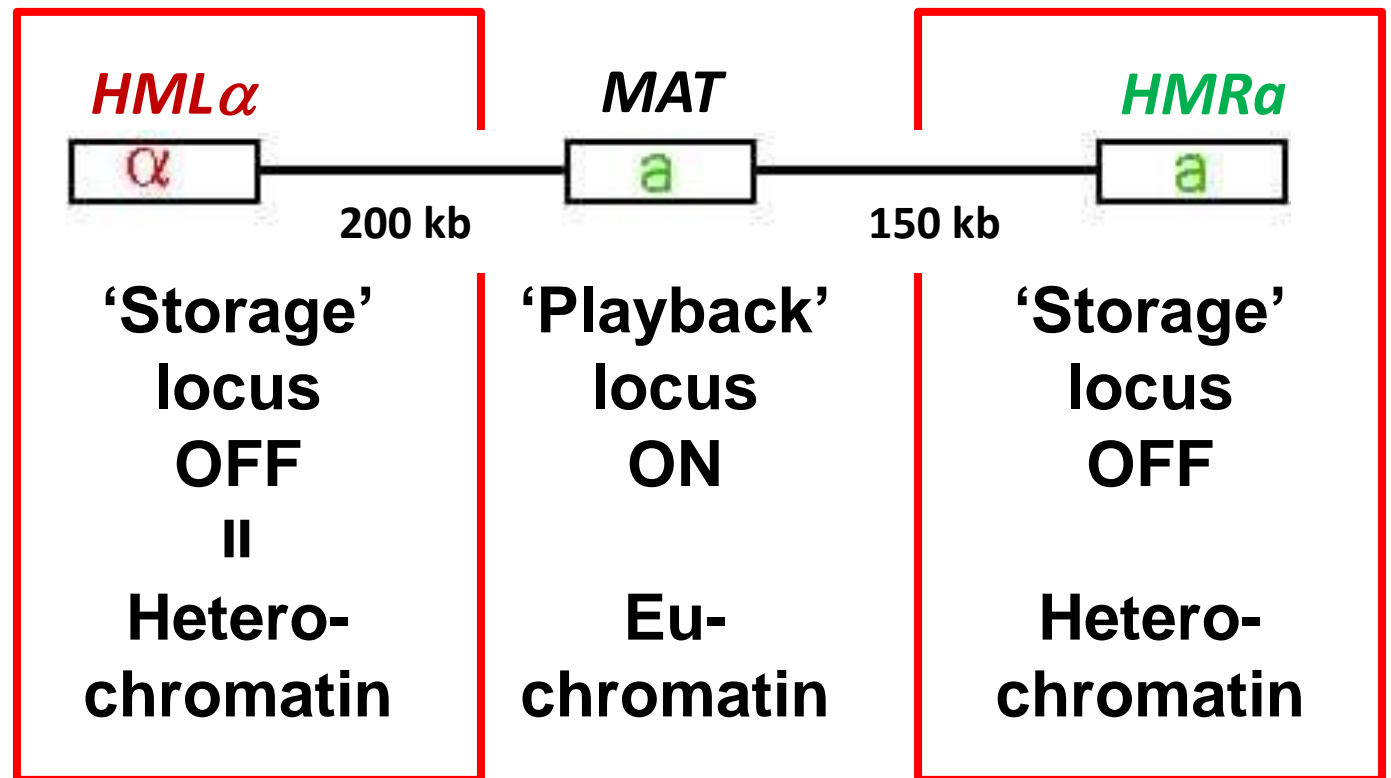 HMLα MAT HMRa
α a a
200 kb 150 kb
‘Storage’ ‘Playback’ ‘Storage’
locus locus locus
OFF ON OFF
=
Hetero- Eu- Hetero-
chromatin chromatin chromatin